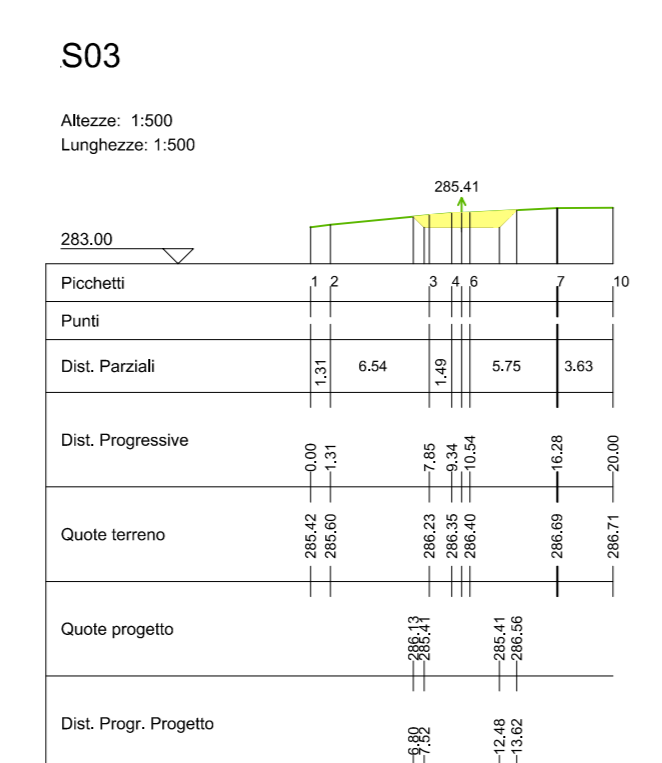 S03
Altezze: 1:500
Lunghezze: 1:500
285.41
283.00
Picchetti 1 2 3 4 6 7 10
Punti
Dist. Parziali 1.31 6.54 1.49 5.75 3.63
Dist. Progressive 0.00 1.31 7.85 9.34 10.54 16.28 20.00
Quote terreno 285.42 285.60 286.23 286.35 286.40 286.69 286.71
Quote progetto 286.13 285.41 285.41 286.56
Dist. Progr. Progetto 6.80 7.52 12.48 13.62